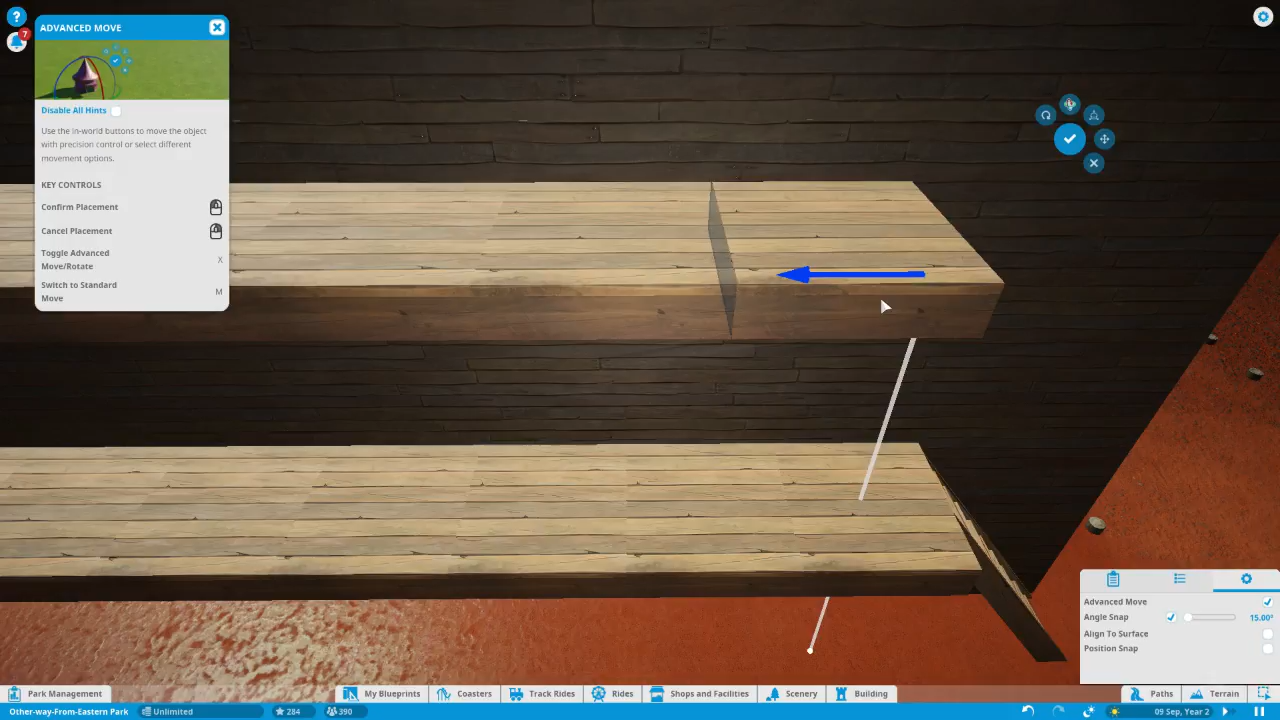 ?
7
ADVANCED MOVE
Disable All Hints
Use the in-world buttons to move the object
with precision control or select different
movement options.
KEY CONTROLS
Confirm Placement
Cancel Placement
Toggle Advanced
Move/Rotate
X
Switch to Standard
Move
M
Advanced Move
Angle Snap
15.00°
Align To Surface
Position Snap
Park Management
My Blueprints
Coasters
Track Rides
Rides
Shops and Facilities
Scenery
Building
Paths
Terrain
Other-way-From-Eastern Park
Unlimited
284
390
09 Sep, Year 2